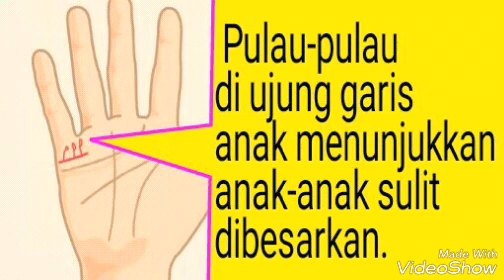 Pulau-pulau
di ujung garis
anak menunjukkan
anak-anak sulit
dibesarkan.
Made With
VideoShow